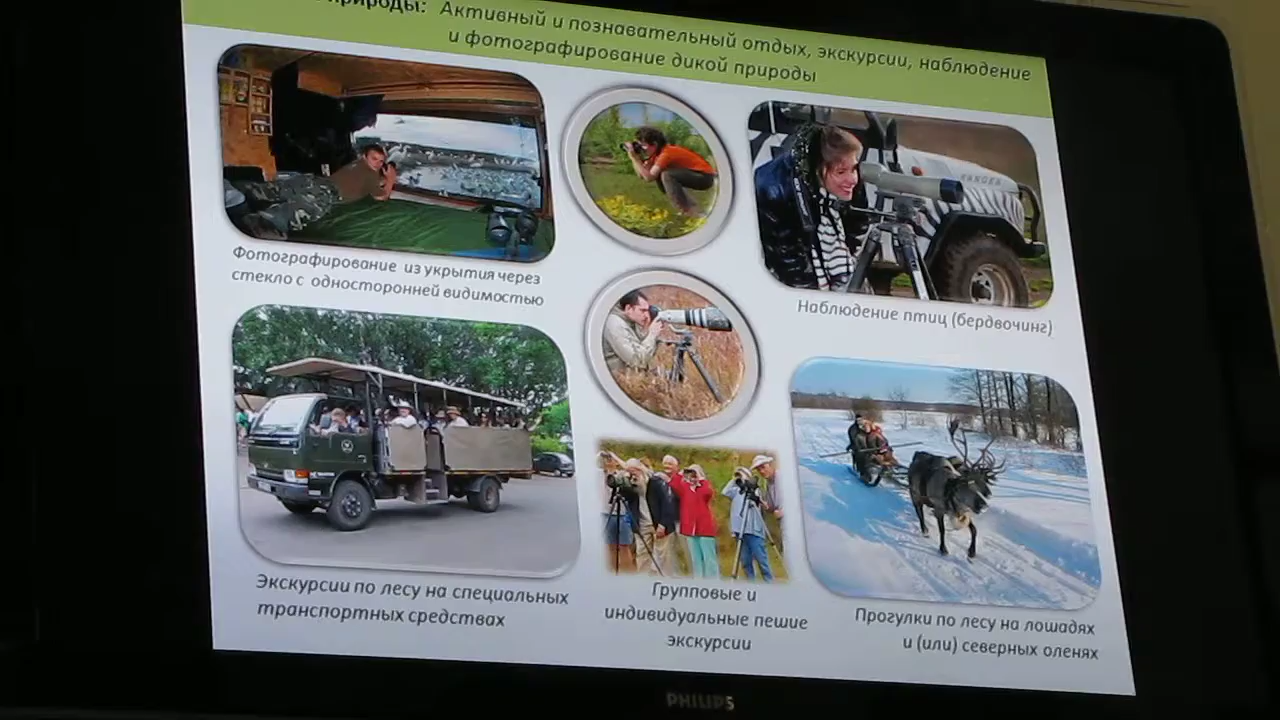 природы: Активный и познавательный отдых, экскурсии, наблюдение
и фотографирование дикой природы
RANGER
Фотографирование из укрытия через
стекло с односторонней видимостью
Наблюдение птиц (бердвочинг)
Экскурсии по лесу на специальных
транспортных средствах
Групповые и
индивидуальные пешие
экскурсии
Прогулки по лесу на лошадях
и (или) северных оленях
PHILIPS